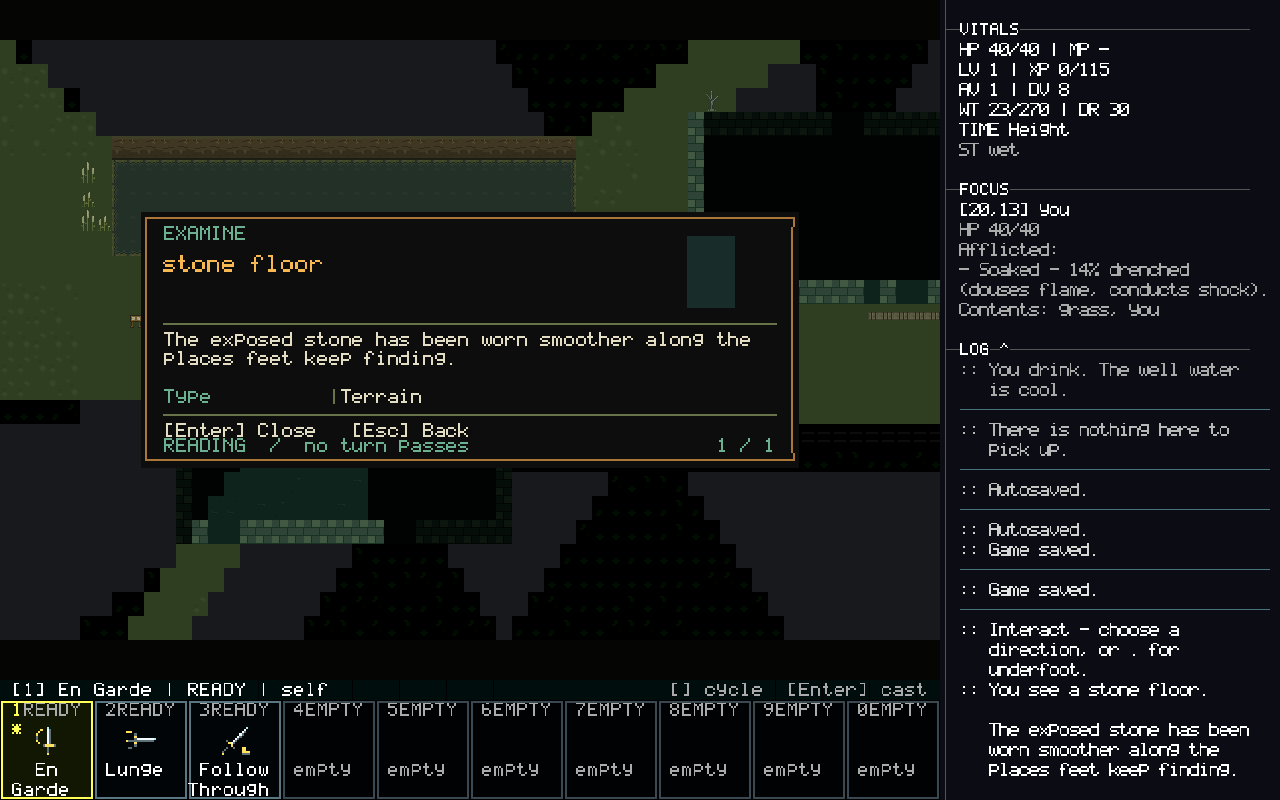 EXAMINE
stone floor
The exposed stone has been worn smoother along the
places feet keep finding.
Type | Terrain
[Enter] Close [Esc] Back
READING / no turn passes 1 / 1
[1] En Garde | READY | self [] cycle [Enter] cast
1READY 2READY 3READY 4EMPTY 5EMPTY 6EMPTY 7EMPTY 8EMPTY 9EMPTY 0EMPTY
*
En Garde
Lunge
Follow Through
empty empty empty empty empty empty empty
VITALS
HP 40/40 | MP -
LV 1 | XP 0/115
AV 1 | DV 8
WT 23/270 | DR 30
TIME Height
ST wet
FOCUS
[20,13] You
HP 40/40
Afflicted:
- Soaked - 14% drenched
(douses flame, conducts shock).
Contents: grass, you
LOG ^
:: You drink. The well water
is cool.
:: There is nothing here to
pick up.
:: Autosaved.
:: Autosaved.
:: Game saved.
:: Game saved.
:: Interact - choose a
direction, or . for
underfoot.
:: You see a stone floor.
The exposed stone has been
worn smoother along the
places feet keep finding.